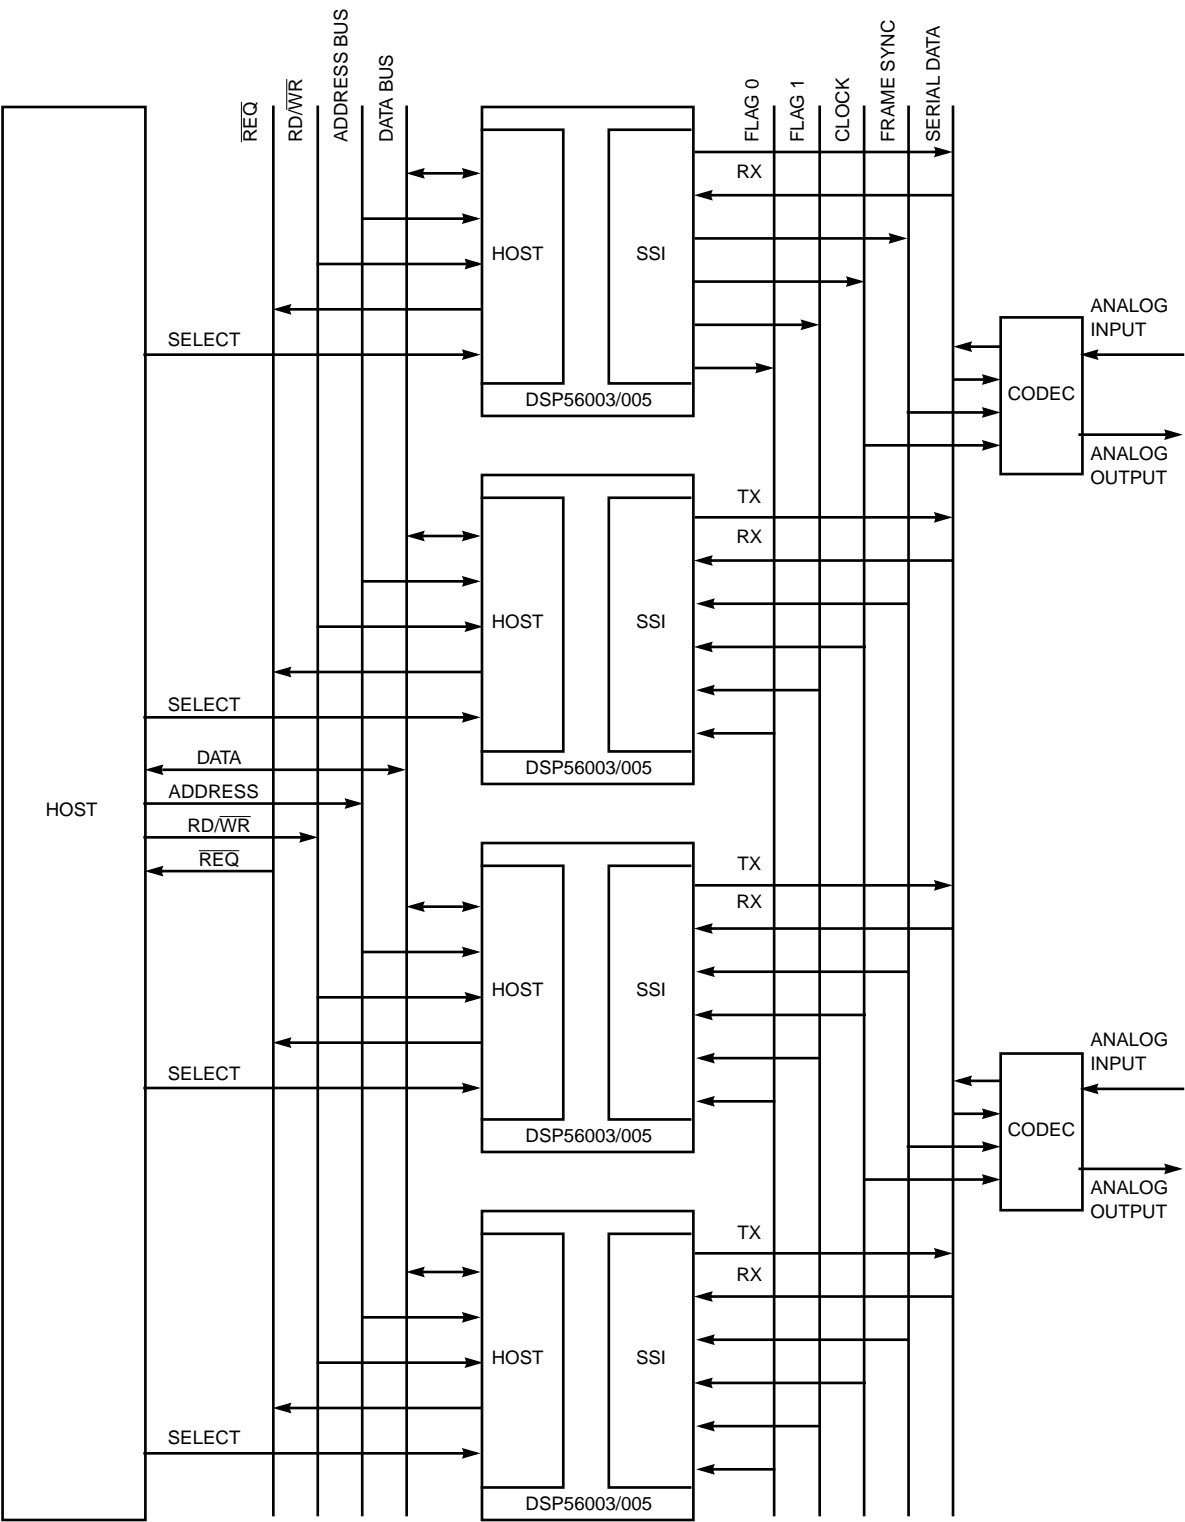 REQ
RD/WR
ADDRESS BUS
DATA BUS
FLAG 0
FLAG 1
CLOCK
FRAME SYNC
SERIAL DATA
RX
HOST
SSI
SELECT
DSP56003/005
ANALOG
INPUT
CODEC
ANALOG
OUTPUT
TX
RX
HOST
SSI
SELECT
DSP56003/005
DATA
ADDRESS
RD/WR
REQ
HOST
TX
RX
HOST
SSI
SELECT
DSP56003/005
ANALOG
INPUT
CODEC
ANALOG
OUTPUT
TX
RX
HOST
SSI
SELECT
DSP56003/005